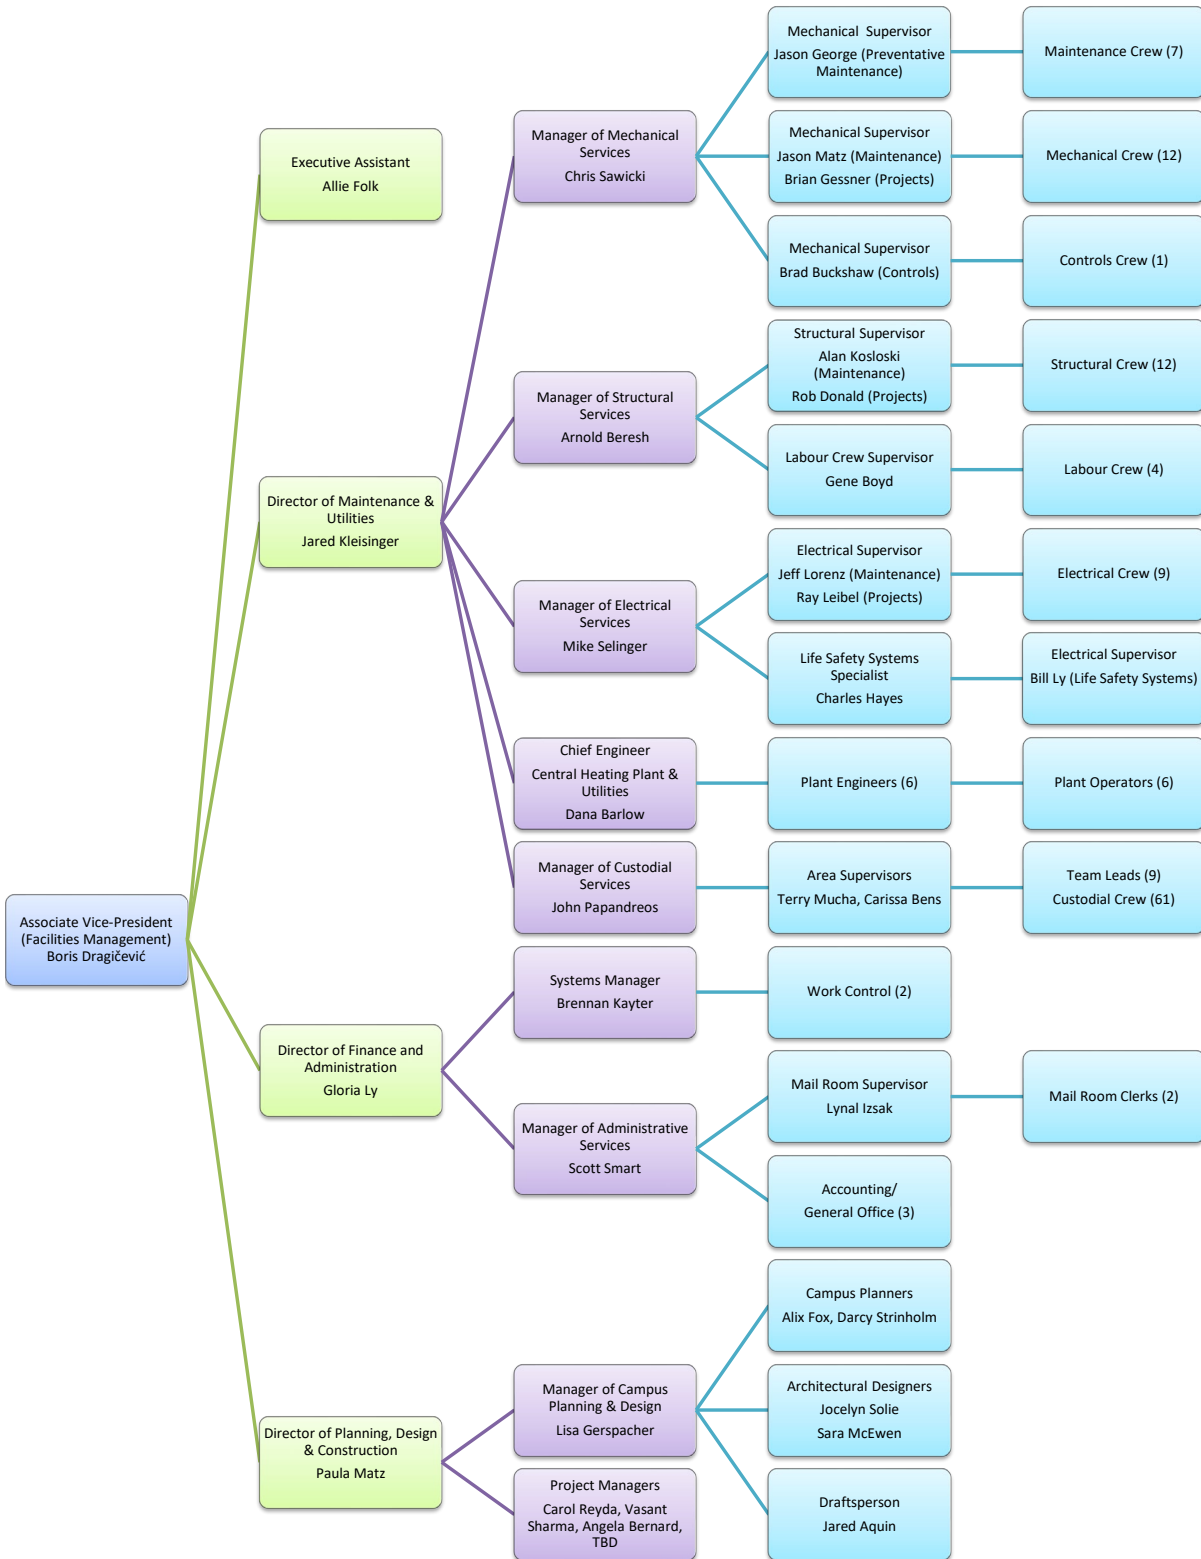 Associate Vice-President
(Facilities Management)
Boris Dragičević
Executive Assistant
Allie Folk
Director of Maintenance &
Utilities
Jared Kleisinger
Manager of Mechanical
Services
Chris Sawicki
Mechanical Supervisor
Jason George (Preventative
Maintenance)
Maintenance Crew (7)
Mechanical Supervisor
Jason Matz (Maintenance)
Brian Gessner (Projects)
Mechanical Crew (12)
Mechanical Supervisor
Brad Buckshaw (Controls)
Controls Crew (1)
Manager of Structural
Services
Arnold Beresh
Structural Supervisor
Alan Kosloski
(Maintenance)
Rob Donald (Projects)
Structural Crew (12)
Labour Crew Supervisor
Gene Boyd
Labour Crew (4)
Manager of Electrical
Services
Mike Selinger
Electrical Supervisor
Jeff Lorenz (Maintenance)
Ray Leibel (Projects)
Electrical Crew (9)
Life Safety Systems
Specialist
Charles Hayes
Electrical Supervisor
Bill Ly (Life Safety Systems)
Chief Engineer
Central Heating Plant &
Utilities
Dana Barlow
Plant Engineers (6)
Plant Operators (6)
Manager of Custodial
Services
John Papandreos
Area Supervisors
Terry Mucha, Carissa Bens
Team Leads (9)
Custodial Crew (61)
Director of Finance and
Administration
Gloria Ly
Systems Manager
Brennan Kayter
Work Control (2)
Manager of Administrative
Services
Scott Smart
Mail Room Supervisor
Lynal Izsak
Mail Room Clerks (2)
Accounting/
General Office (3)
Director of Planning, Design
& Construction
Paula Matz
Manager of Campus
Planning & Design
Lisa Gerspacher
Campus Planners
Alix Fox, Darcy Strinholm
Architectural Designers
Jocelyn Solie
Sara McEwen
Draftsperson
Jared Aquin
Project Managers
Carol Reyda, Vasant
Sharma, Angela Bernard,
TBD